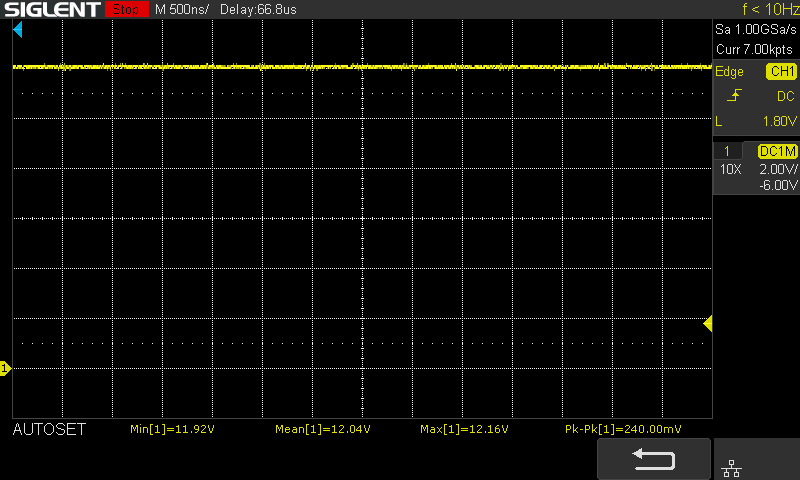 SIGLENT Stop M 500ns/ Delay:66.8us f < 10Hz
Sa 1.00GSa/s
Curr 7.00kpts
Edge CH1
DC
L 1.80V
1 DC1M
10X 2.00V/
-6.00V
1
AUTOSET Min[1]=11.92V Mean[1]=12.04V Max[1]=12.16V Pk-Pk[1]=240.00mV